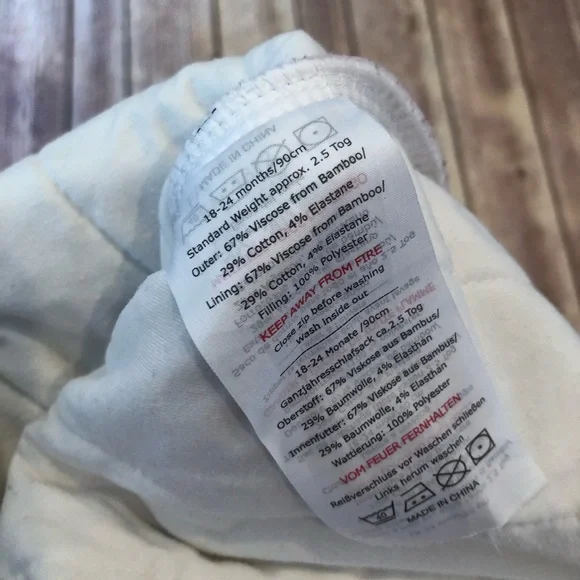 18-24 months/90cm
Standard Weight approx. 2.5 Tog
Outer: 67% Viscose from Bamboo/
29% Cotton, 4% Elastane
Lining: 67% Viscose from Bamboo/
29% Cotton, 4% Elastane
Filling: 100% Polyester
KEEP AWAY FROM FIRE
Close zip before washing
Wash inside out
18-24 Monate /90cm
Ganzjahresschlafsack ca.2.5 Tog
Oberstoff: 67% Viskose aus Bambus/
29% Baumwolle, 4% Elasthan
Innenfutter: 67% Viskose aus Bambus/
29% Baumwolle, 4% Elasthan
Wattierung: 100% Polyester
VOM FEUER FERNHALTEN
Reißverschluss vor Waschen schließen
Links herum waschen
40
MADE IN CHINA